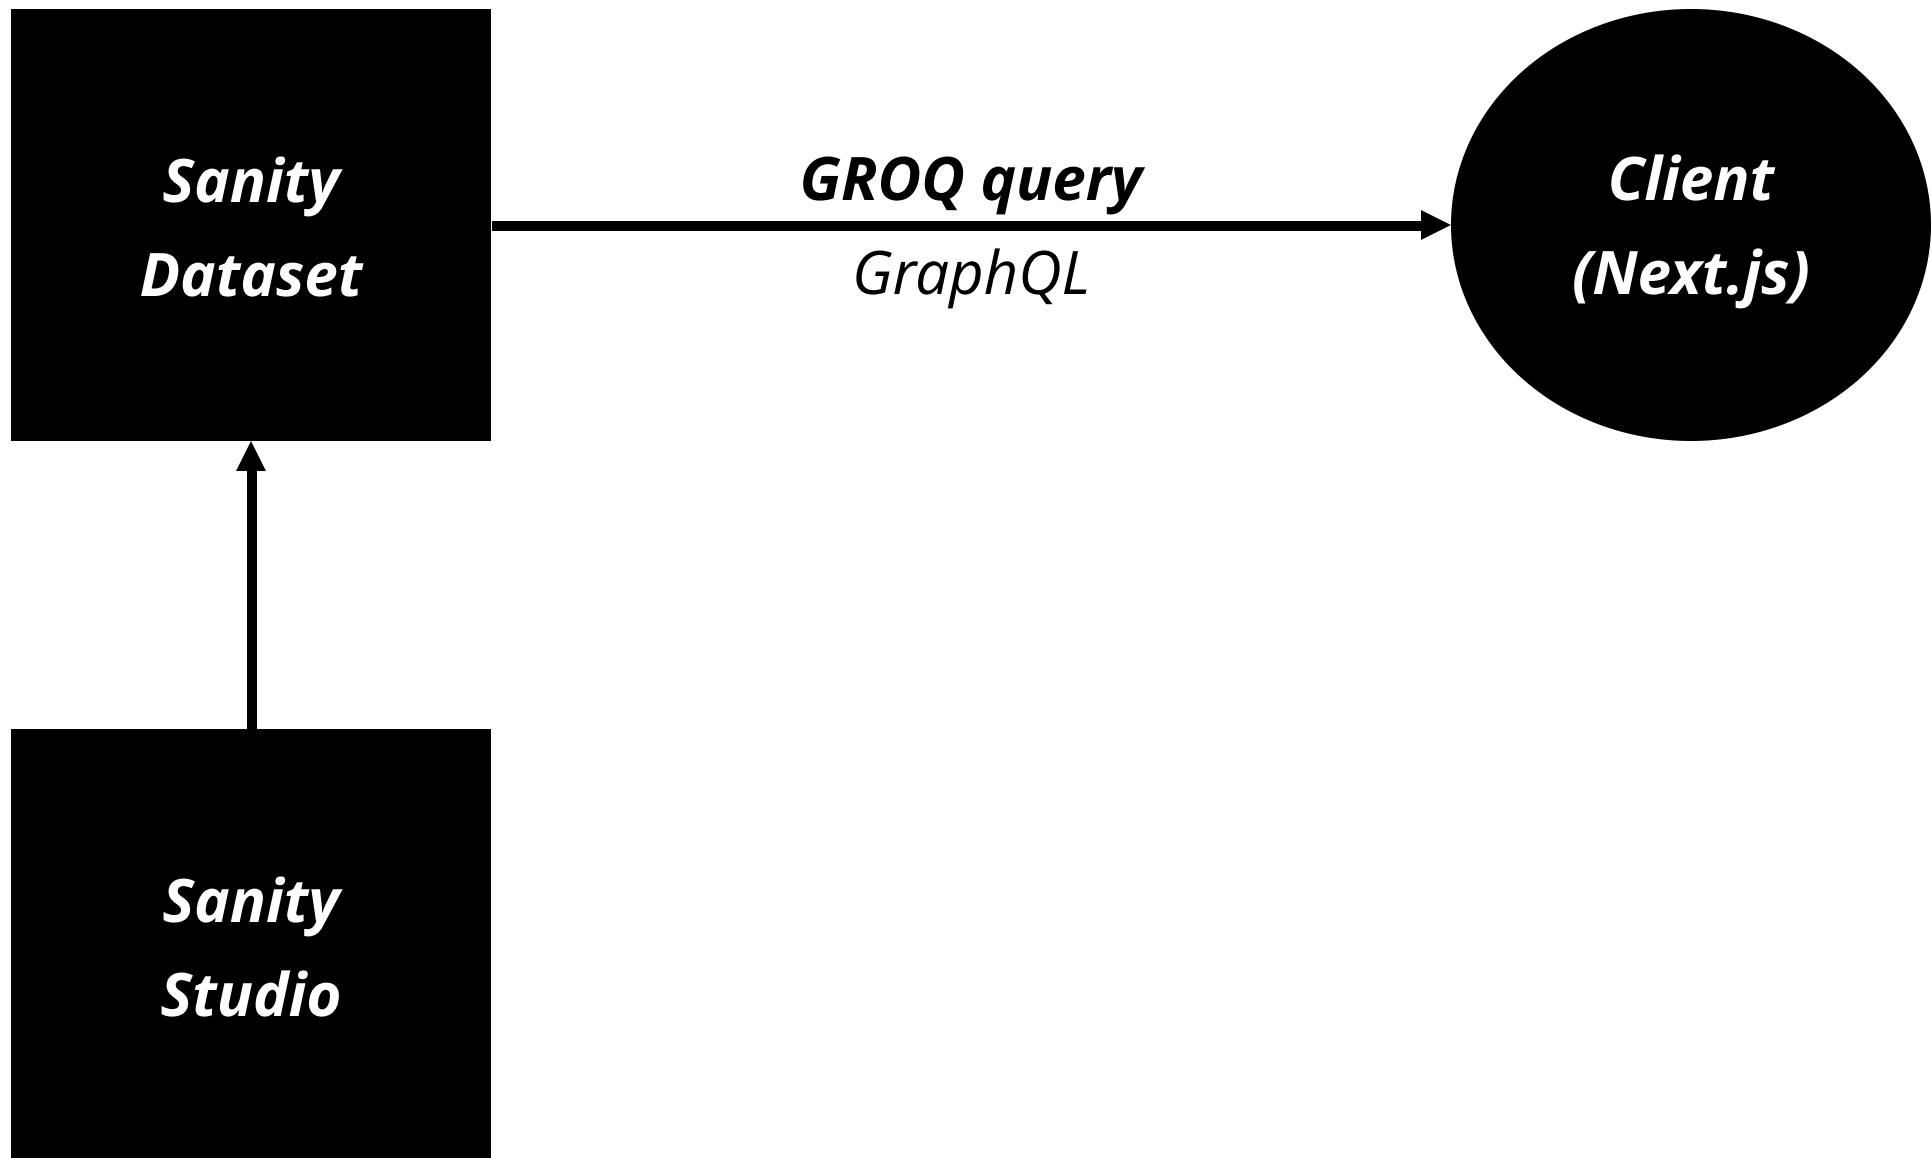 Sanity
Dataset
GROQ query
GraphQL
Client
(Next.js)
Sanity
Studio